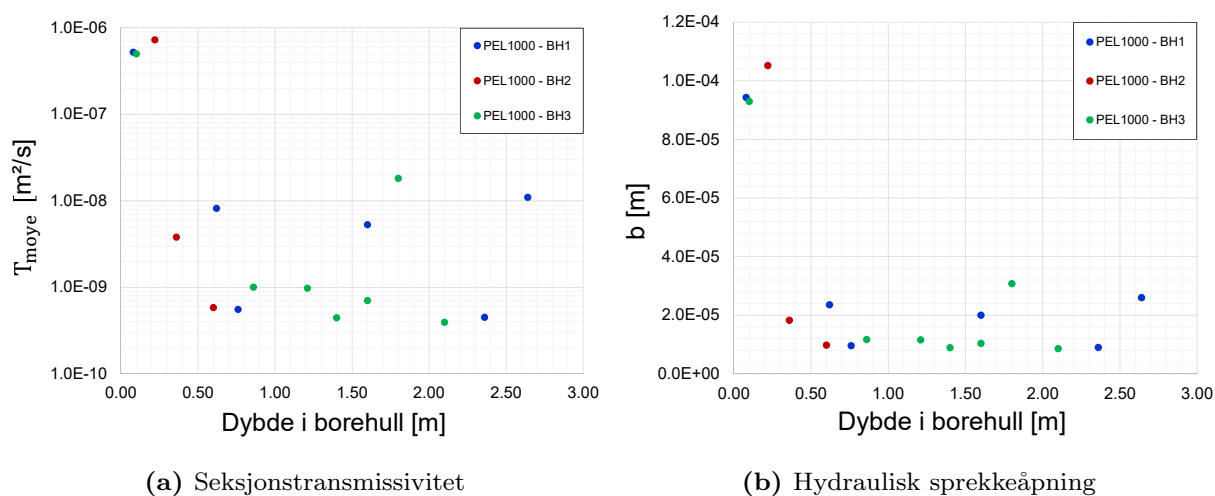 1.0E-06
1.0E-07
1.0E-08
1.0E-09
1.0E-10
T_moye [m²/s]
0.00 0.50 1.00 1.50 2.00 2.50 3.00
Dybde i borehull [m]
PEL1000 - BH1
PEL1000 - BH2
PEL1000 - BH3
(a) Seksjonstransmissivitet
1.2E-04
1.0E-04
8.0E-05
6.0E-05
4.0E-05
2.0E-05
0.0E+00
b [m]
0.00 0.50 1.00 1.50 2.00 2.50 3.00
Dybde i borehull [m]
PEL1000 - BH1
PEL1000 - BH2
PEL1000 - BH3
(b) Hydraulisk sprekkeåpning